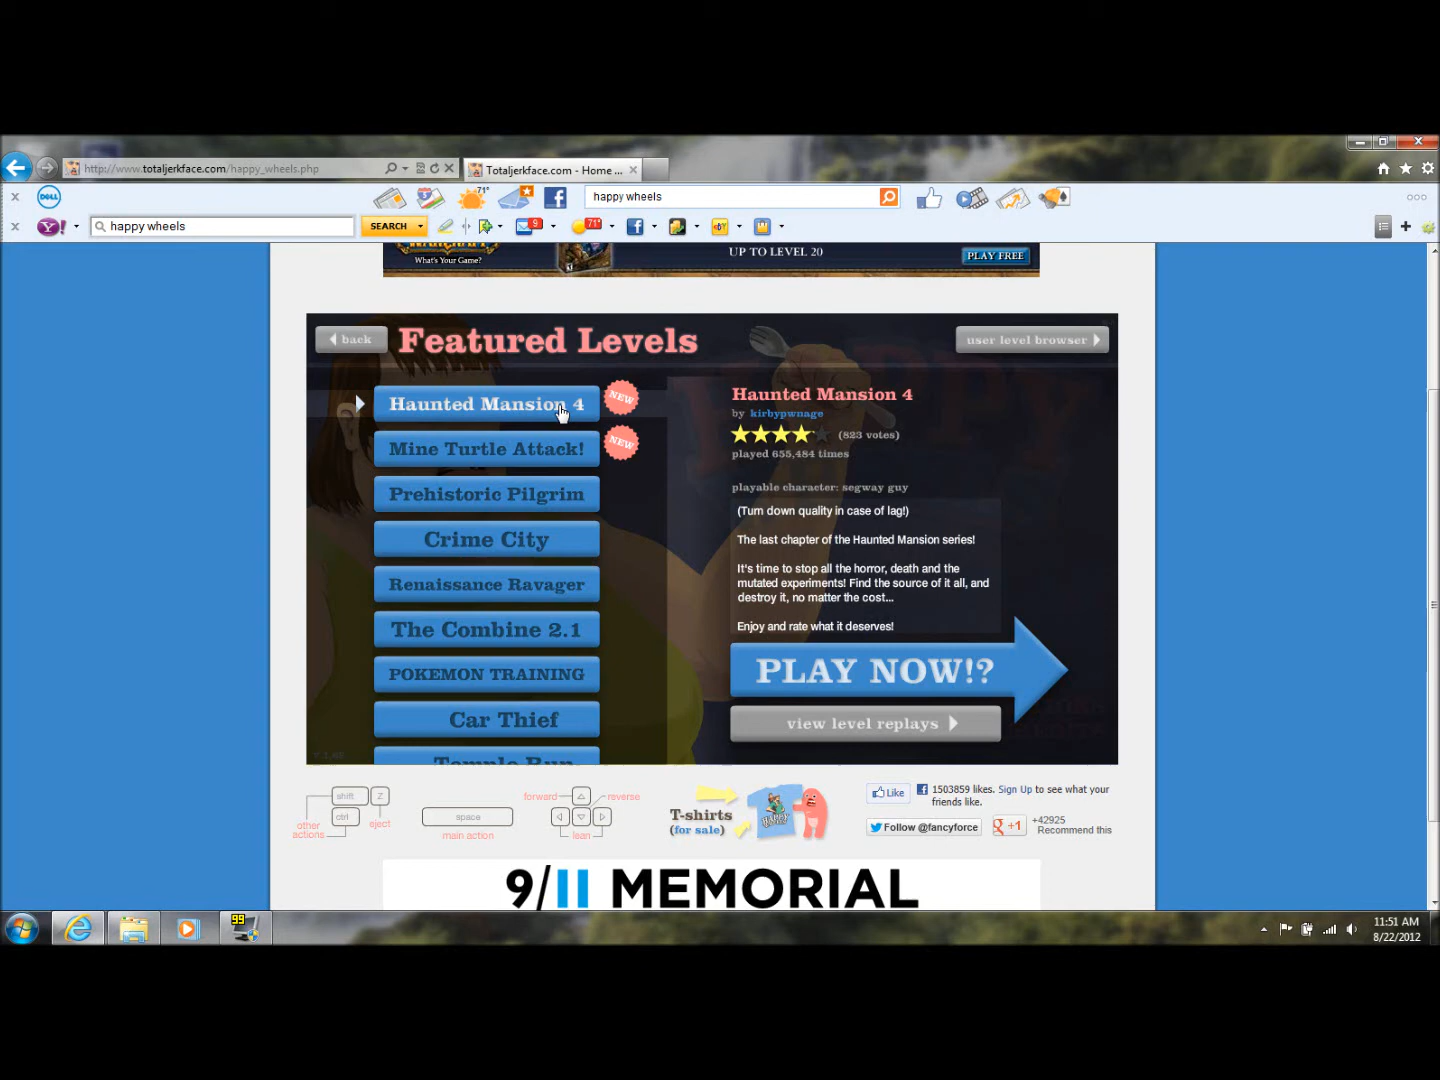 http://www.totaljerkface.com/happy_wheels.php
Totaljerkface.com - Home ...
DELL
71°
happy wheels
happy wheels
SEARCH
9
71°
What's Your Game?
UP TO LEVEL 20
PLAY FREE
back
Featured Levels
user level browser
Haunted Mansion 4
NEW
Mine Turtle Attack!
NEW
Prehistoric Pilgrim
Crime City
Renaissance Ravager
The Combine 2.1
POKEMON TRAINING
Car Thief
Temple Run
Haunted Mansion 4
by kirbypwnage
(823 votes)
played 655,484 times
playable character: segway guy
(Turn down quality in case of lag!)
The last chapter of the Haunted Mansion series!
It's time to stop all the horror, death and the
mutated experiments! Find the source of it all, and
destroy it, no matter the cost...
Enjoy and rate what it deserves!
PLAY NOW!?
view level replays
shift
Z
ctrl
eject
other
actions
space
main action
forward
reverse
lean
T-shirts
(for sale)
Like
1503859 likes. Sign Up to see what your
friends like.
Follow @fancyforce
+1
+42925
Recommend this
9/11 MEMORIAL
99
11:51 AM
8/22/2012